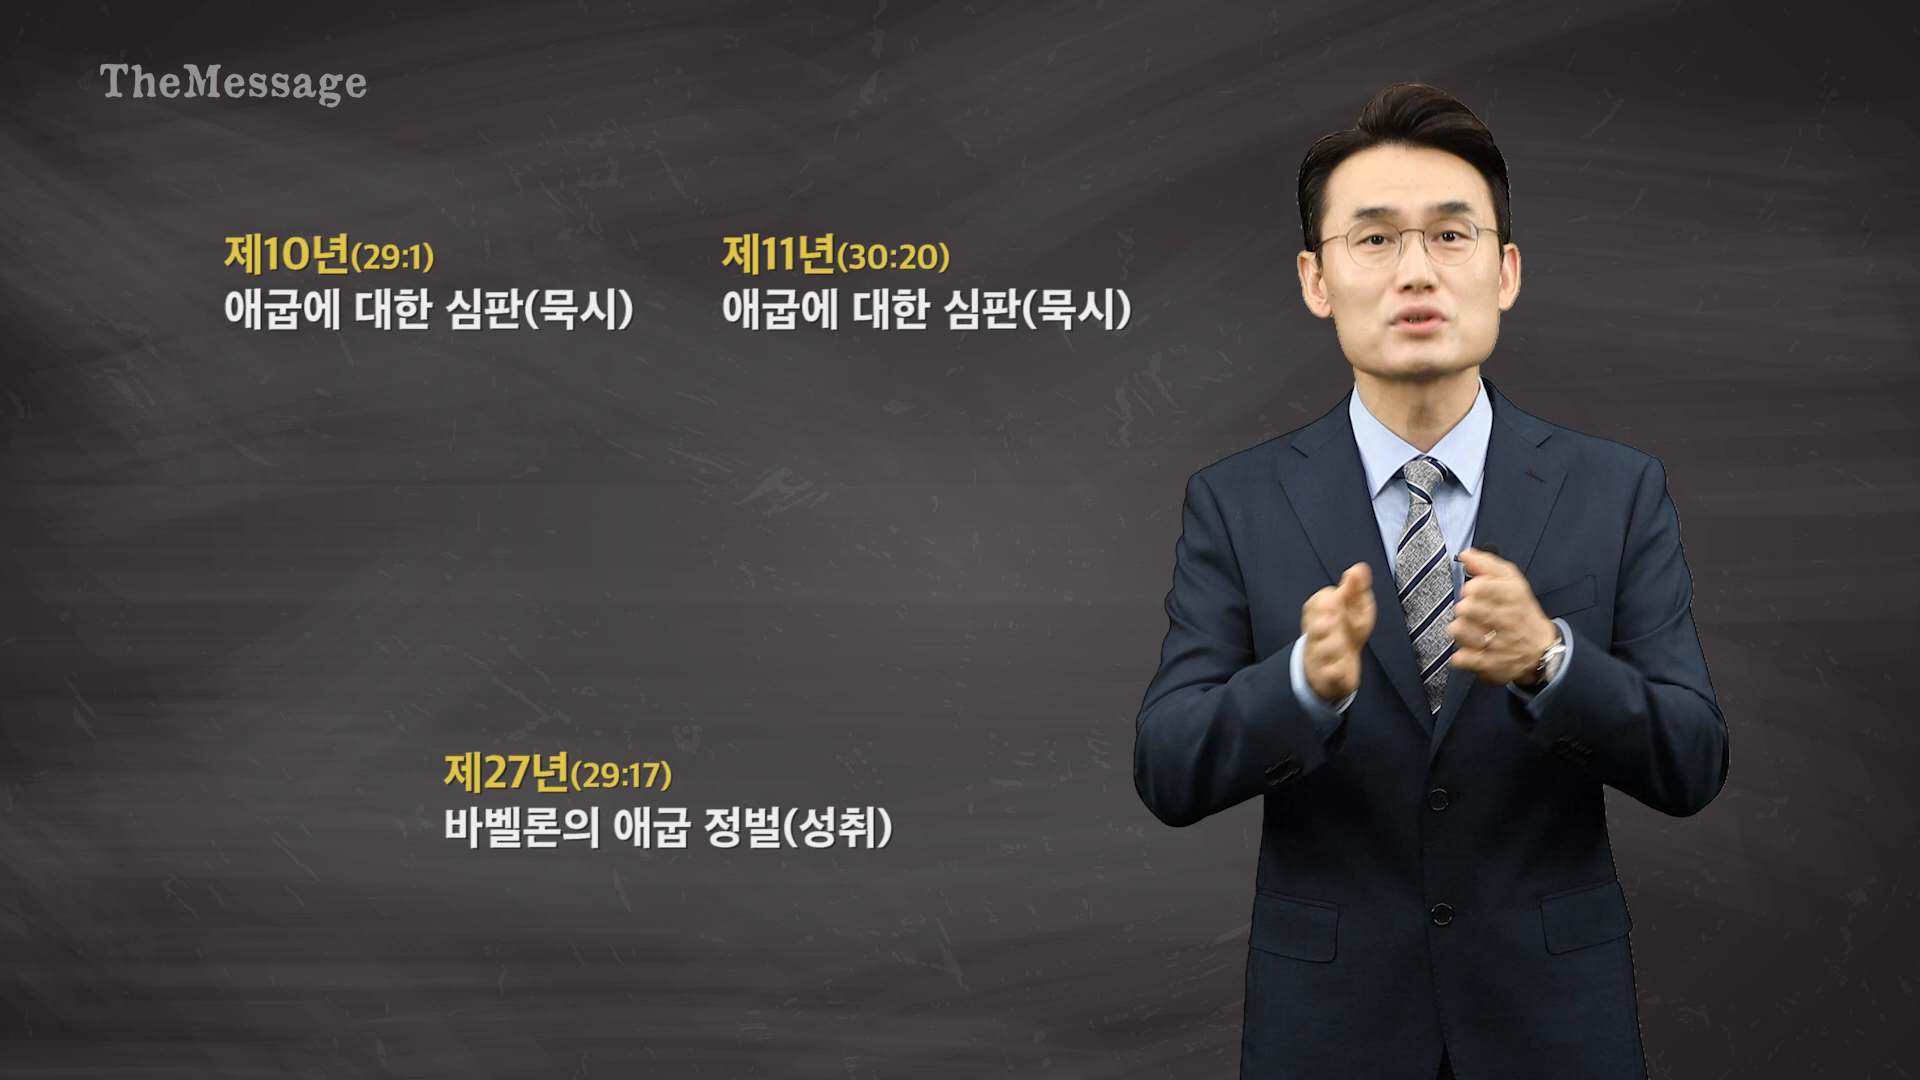 TheMessage
제10년(29:1)
애굽에 대한 심판(묵시)
제11년(30:20)
애굽에 대한 심판(묵시)
제27년(29:17)
바벨론의 애굽 정벌(성취)